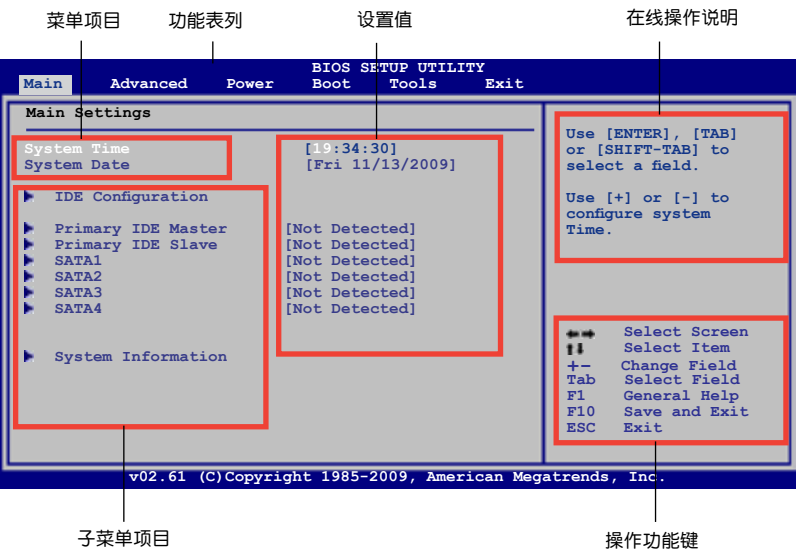 菜单项目 功能表列 设置值 在线操作说明
BIOS SETUP UTILITY
Main Advanced Power Boot Tools Exit
Main Settings
System Time [19:34:30]
System Date [Fri 11/13/2009]
IDE Configuration
Primary IDE Master [Not Detected]
Primary IDE Slave [Not Detected]
SATA1 [Not Detected]
SATA2 [Not Detected]
SATA3 [Not Detected]
SATA4 [Not Detected]
System Information
Use [ENTER], [TAB]
or [SHIFT-TAB] to
select a field.
Use [+] or [-] to
configure system
Time.
Select Screen
Select Item
+- Change Field
Tab Select Field
F1 General Help
F10 Save and Exit
ESC Exit
v02.61 (C)Copyright 1985-2009, American Megatrends, Inc.
子菜单项目 操作功能键